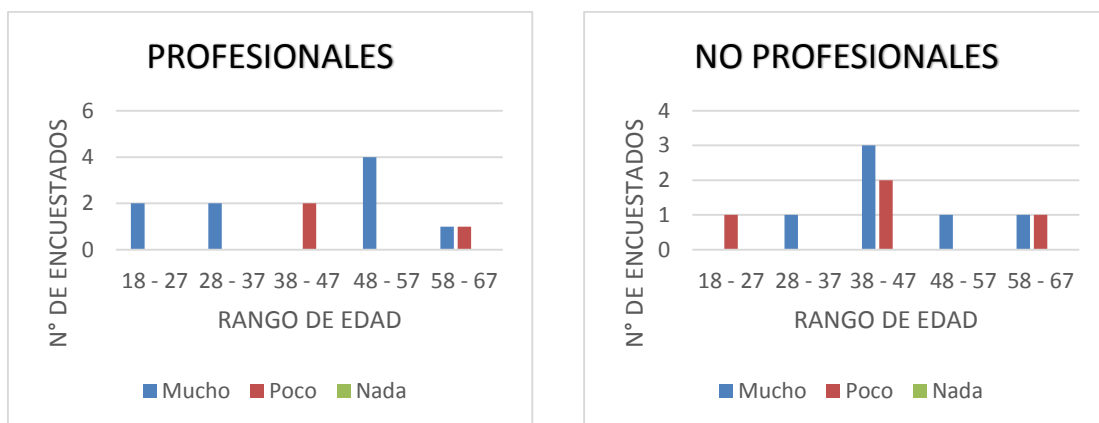 PROFESIONALES
6
4
2
0
N° DE ENCUESTADOS
18 - 27 28 - 37 38 - 47 48 - 57 58 - 67
RANGO DE EDAD
Mucho Poco Nada
NO PROFESIONALES
4
3
2
1
0
N° DE ENCUESTADOS
18 - 27 28 - 37 38 - 47 48 - 57 58 - 67
RANGO DE EDAD
Mucho Poco Nada